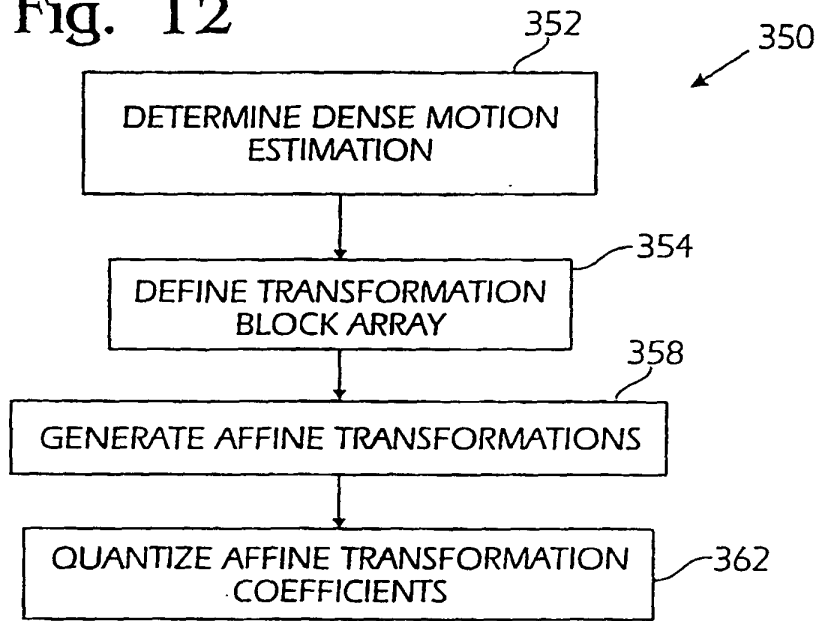 Fig. 12
352
350
DETERMINE DENSE MOTION
ESTIMATION
354
DEFINE TRANSFORMATION
BLOCK ARRAY
358
GENERATE AFFINE TRANSFORMATIONS
QUANTIZE AFFINE TRANSFORMATION
COEFFICIENTS
362